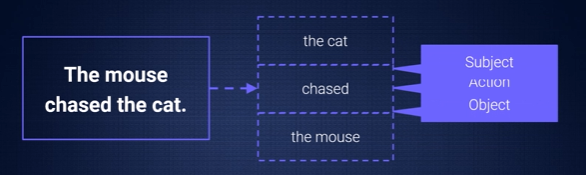 The mouse
chased the cat.
the cat
chased
the mouse
Subject
Action
Object